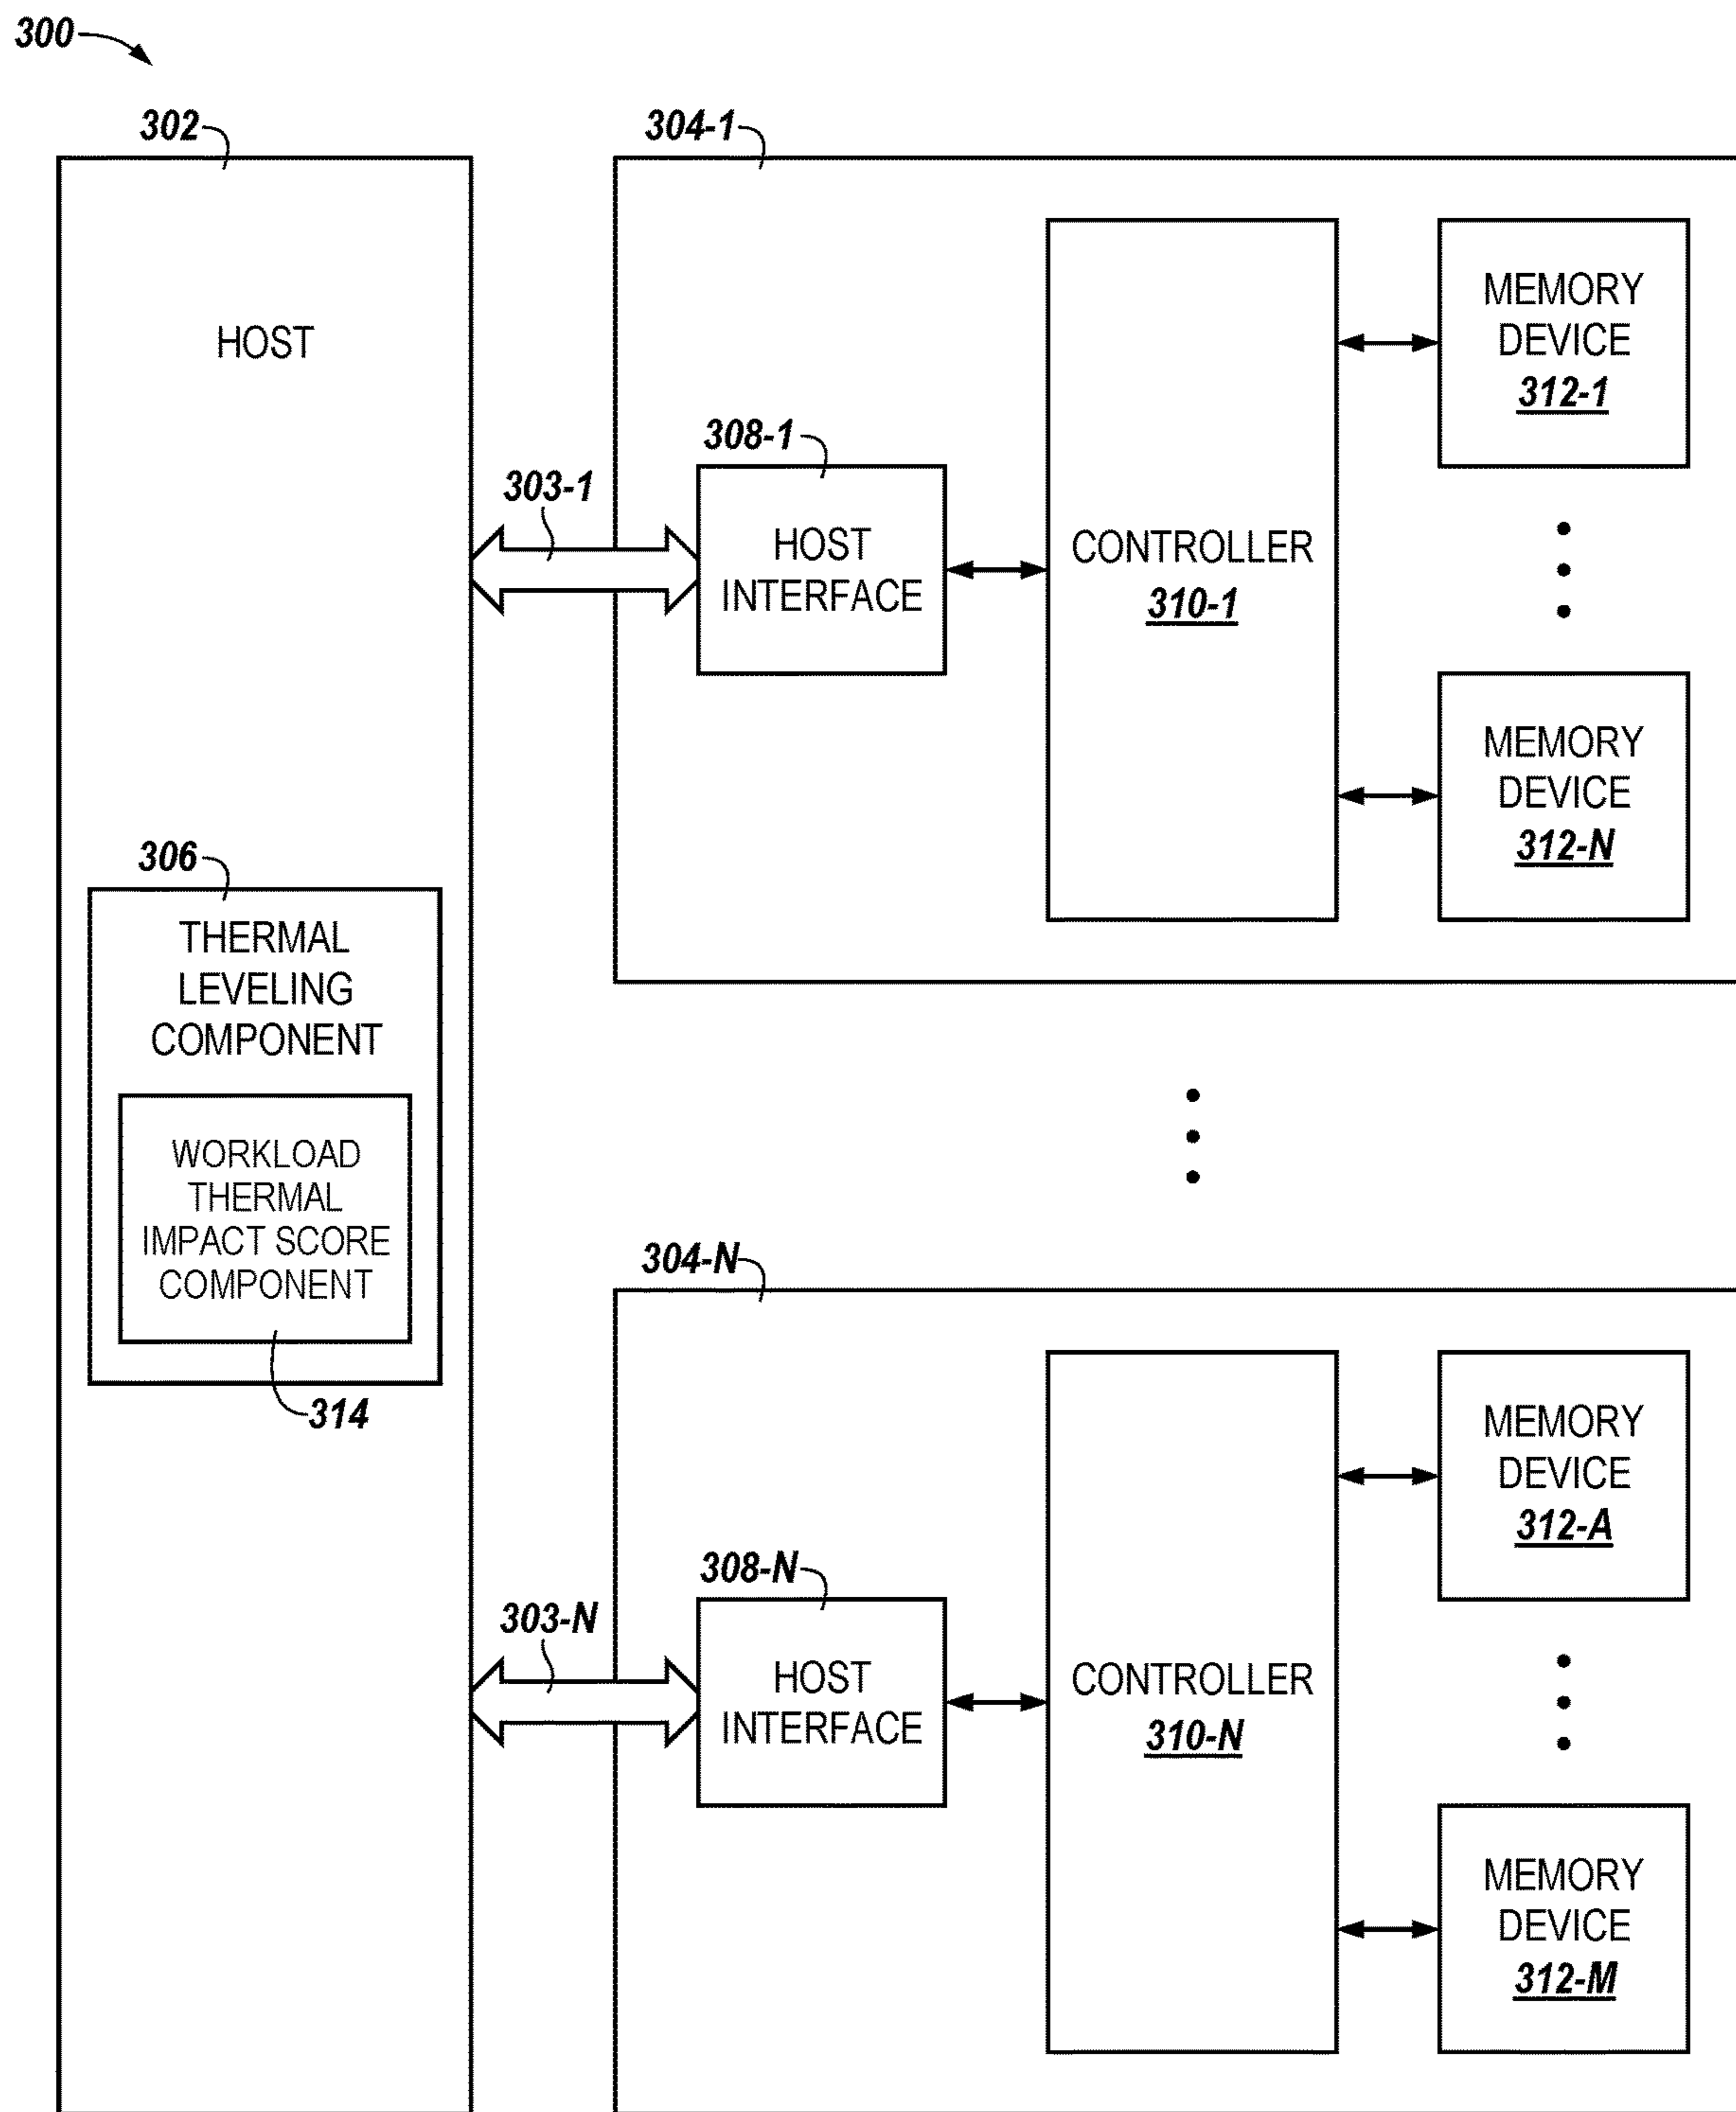 300
302
304-1
HOST
MEMORY
DEVICE
312-1
308-1
303-1
HOST
INTERFACE
CONTROLLER
310-1
MEMORY
DEVICE
312-N
306
THERMAL
LEVELING
COMPONENT
WORKLOAD
THERMAL
IMPACT SCORE
COMPONENT
314
304-N
MEMORY
DEVICE
312-A
308-N
303-N
HOST
INTERFACE
CONTROLLER
310-N
MEMORY
DEVICE
312-M